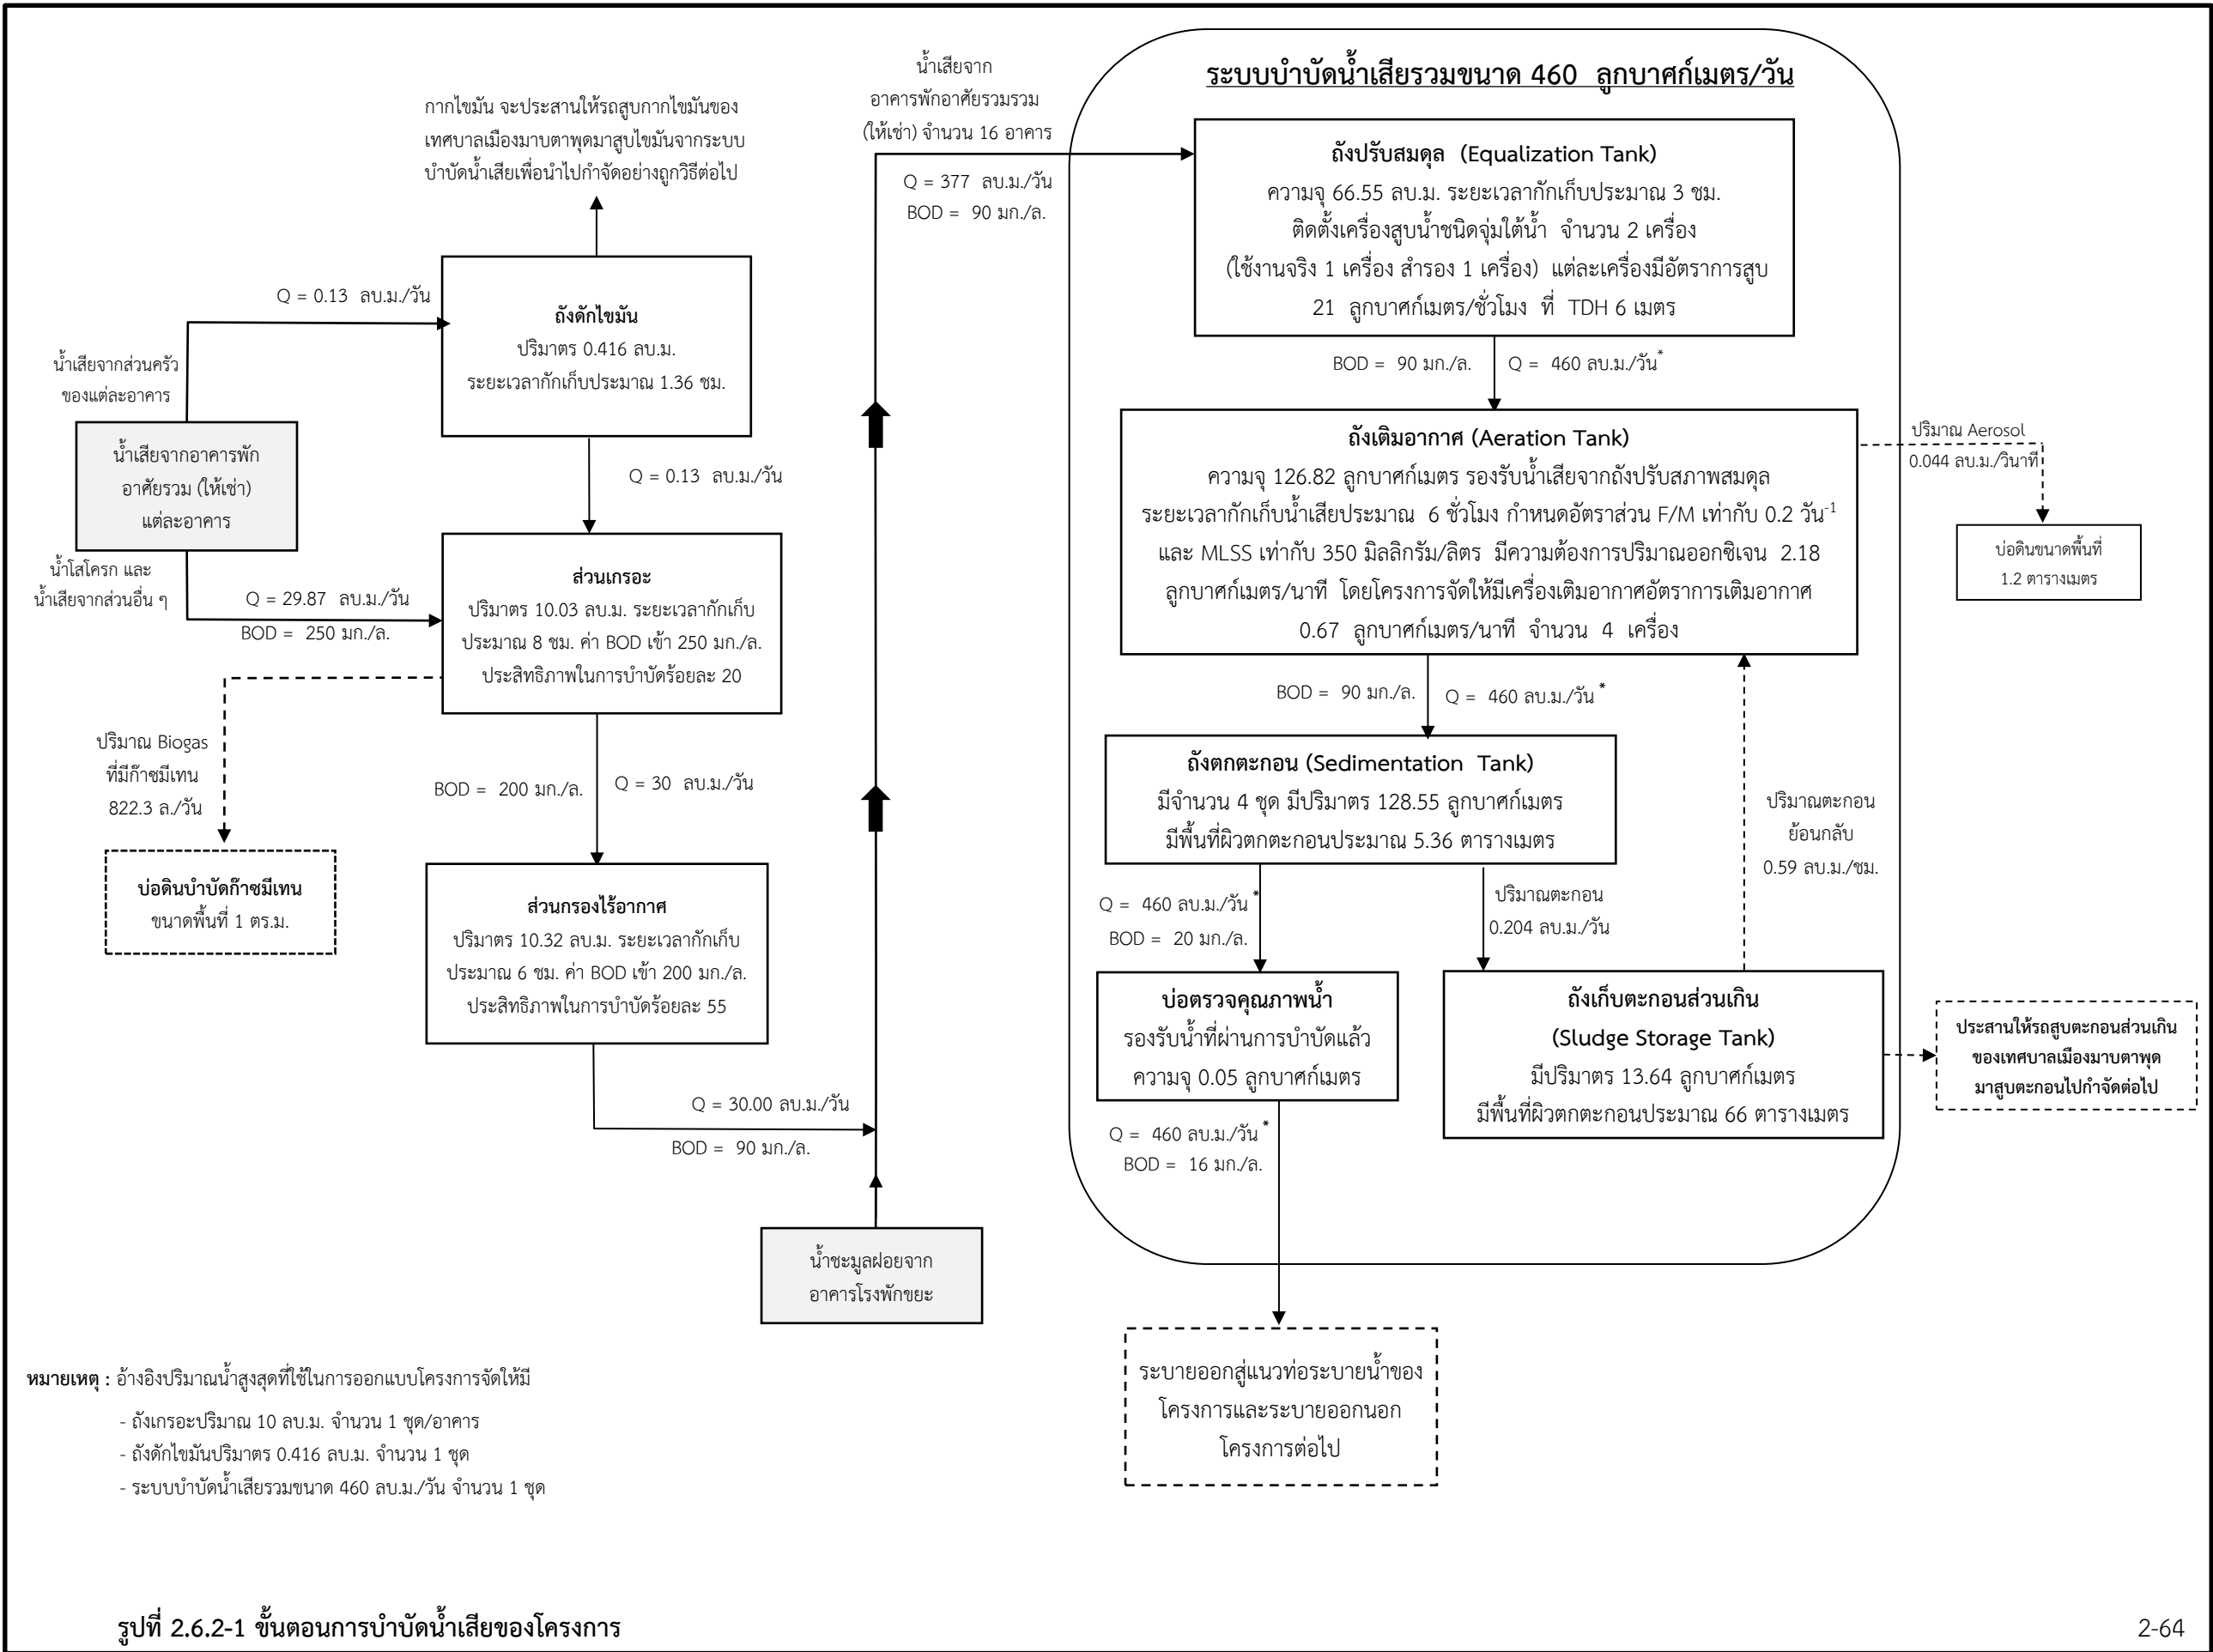 กากไขมัน จะประสานให้รถสูบกากไขมันของ
เทศบาลเมืองมาบตาพุดมาสูบไขมันจากระบบ
บำบัดน้ำเสียเพื่อนำไปกำจัดอย่างถูกวิธีต่อไป
Q = 0.13 ลบ.ม./วัน
ถังดักไขมัน
ปริมาตร 0.416 ลบ.ม.
ระยะเวลากักเก็บประมาณ 1.36 ชม.
น้ำเสียจากส่วนครัว
ของแต่ละอาคาร
น้ำเสียจากอาคารพัก
อาศัยรวม (ให้เช่า)
แต่ละอาคาร
Q = 0.13 ลบ.ม./วัน
น้ำโสโครก และ
น้ำเสียจากส่วนอื่น ๆ
Q = 29.87 ลบ.ม./วัน
BOD = 250 มก./ล.
ส่วนเกรอะ
ปริมาตร 10.03 ลบ.ม. ระยะเวลากักเก็บ
ประมาณ 8 ชม. ค่า BOD เข้า 250 มก./ล.
ประสิทธิภาพในการบำบัดร้อยละ 20
ปริมาณ Biogas
ที่มีก๊าซมีเทน
822.3 ล./วัน
บ่อดินบำบัดก๊าซมีเทน
ขนาดพื้นที่ 1 ตร.ม.
BOD = 200 มก./ล.
Q = 30 ลบ.ม./วัน
ส่วนกรองไร้อากาศ
ปริมาตร 10.32 ลบ.ม. ระยะเวลากักเก็บ
ประมาณ 6 ชม. ค่า BOD เข้า 200 มก./ล.
ประสิทธิภาพในการบำบัดร้อยละ 55
Q = 30.00 ลบ.ม./วัน
BOD = 90 มก./ล.
น้ำชะมูลฝอยจาก
อาคารโรงพักขยะ
น้ำเสียจาก
อาคารพักอาศัยรวมรวม
(ให้เช่า) จำนวน 16 อาคาร
Q = 377 ลบ.ม./วัน
BOD = 90 มก./ล.
ระบบบำบัดน้ำเสียรวมขนาด 460 ลูกบาศก์เมตร/วัน
ถังปรับสมดุล (Equalization Tank)
ความจุ 66.55 ลบ.ม. ระยะเวลากักเก็บประมาณ 3 ชม.
ติดตั้งเครื่องสูบน้ำชนิดจุ่มใต้น้ำ จำนวน 2 เครื่อง
(ใช้งานจริง 1 เครื่อง สำรอง 1 เครื่อง) แต่ละเครื่องมีอัตราการสูบ
21 ลูกบาศก์เมตร/ชั่วโมง ที่ TDH 6 เมตร
BOD = 90 มก./ล.
Q = 460 ลบ.ม./วัน*
ถังเติมอากาศ (Aeration Tank)
ความจุ 126.82 ลูกบาศก์เมตร รองรับน้ำเสียจากถังปรับสภาพสมดุล
ระยะเวลากักเก็บน้ำเสียประมาณ 6 ชั่วโมง กำหนดอัตราส่วน F/M เท่ากับ 0.2 วัน⁻¹
และ MLSS เท่ากับ 350 มิลลิกรัม/ลิตร มีความต้องการปริมาณออกซิเจน 2.18
ลูกบาศก์เมตร/นาที โดยโครงการจัดให้มีเครื่องเติมอากาศอัตราการเติมอากาศ
0.67 ลูกบาศก์เมตร/นาที จำนวน 4 เครื่อง
ปริมาณ Aerosol
0.044 ลบ.ม./วินาที
บ่อดินขนาดพื้นที่
1.2 ตารางเมตร
BOD = 90 มก./ล.
Q = 460 ลบ.ม./วัน*
ถังตกตะกอน (Sedimentation Tank)
มีจำนวน 4 ชุด มีปริมาตร 128.55 ลูกบาศก์เมตร
มีพื้นที่ผิวตกตะกอนประมาณ 5.36 ตารางเมตร
ปริมาณตะกอน
ย้อนกลับ
0.59 ลบ.ม./ชม.
Q = 460 ลบ.ม./วัน*
BOD = 20 มก./ล.
ปริมาณตะกอน
0.204 ลบ.ม./วัน
บ่อตรวจคุณภาพน้ำ
รองรับน้ำที่ผ่านการบำบัดแล้ว
ความจุ 0.05 ลูกบาศก์เมตร
ถังเก็บตะกอนส่วนเกิน
(Sludge Storage Tank)
มีปริมาตร 13.64 ลูกบาศก์เมตร
มีพื้นที่ผิวตกตะกอนประมาณ 66 ตารางเมตร
ประสานให้รถสูบตะกอนส่วนเกิน
ของเทศบาลเมืองมาบตาพุด
มาสูบตะกอนไปกำจัดต่อไป
Q = 460 ลบ.ม./วัน*
BOD = 16 มก./ล.
ระบายออกสู่แนวท่อระบายน้ำของ
โครงการและระบายออกนอก
โครงการต่อไป
หมายเหตุ : อ้างอิงปริมาณน้ำสูงสุดที่ใช้ในการออกแบบโครงการจัดให้มี
- ถังเกรอะปริมาณ 10 ลบ.ม. จำนวน 1 ชุด/อาคาร
- ถังดักไขมันปริมาตร 0.416 ลบ.ม. จำนวน 1 ชุด
- ระบบบำบัดน้ำเสียรวมขนาด 460 ลบ.ม./วัน จำนวน 1 ชุด
รูปที่ 2.6.2-1 ขั้นตอนการบำบัดน้ำเสียของโครงการ
2-64